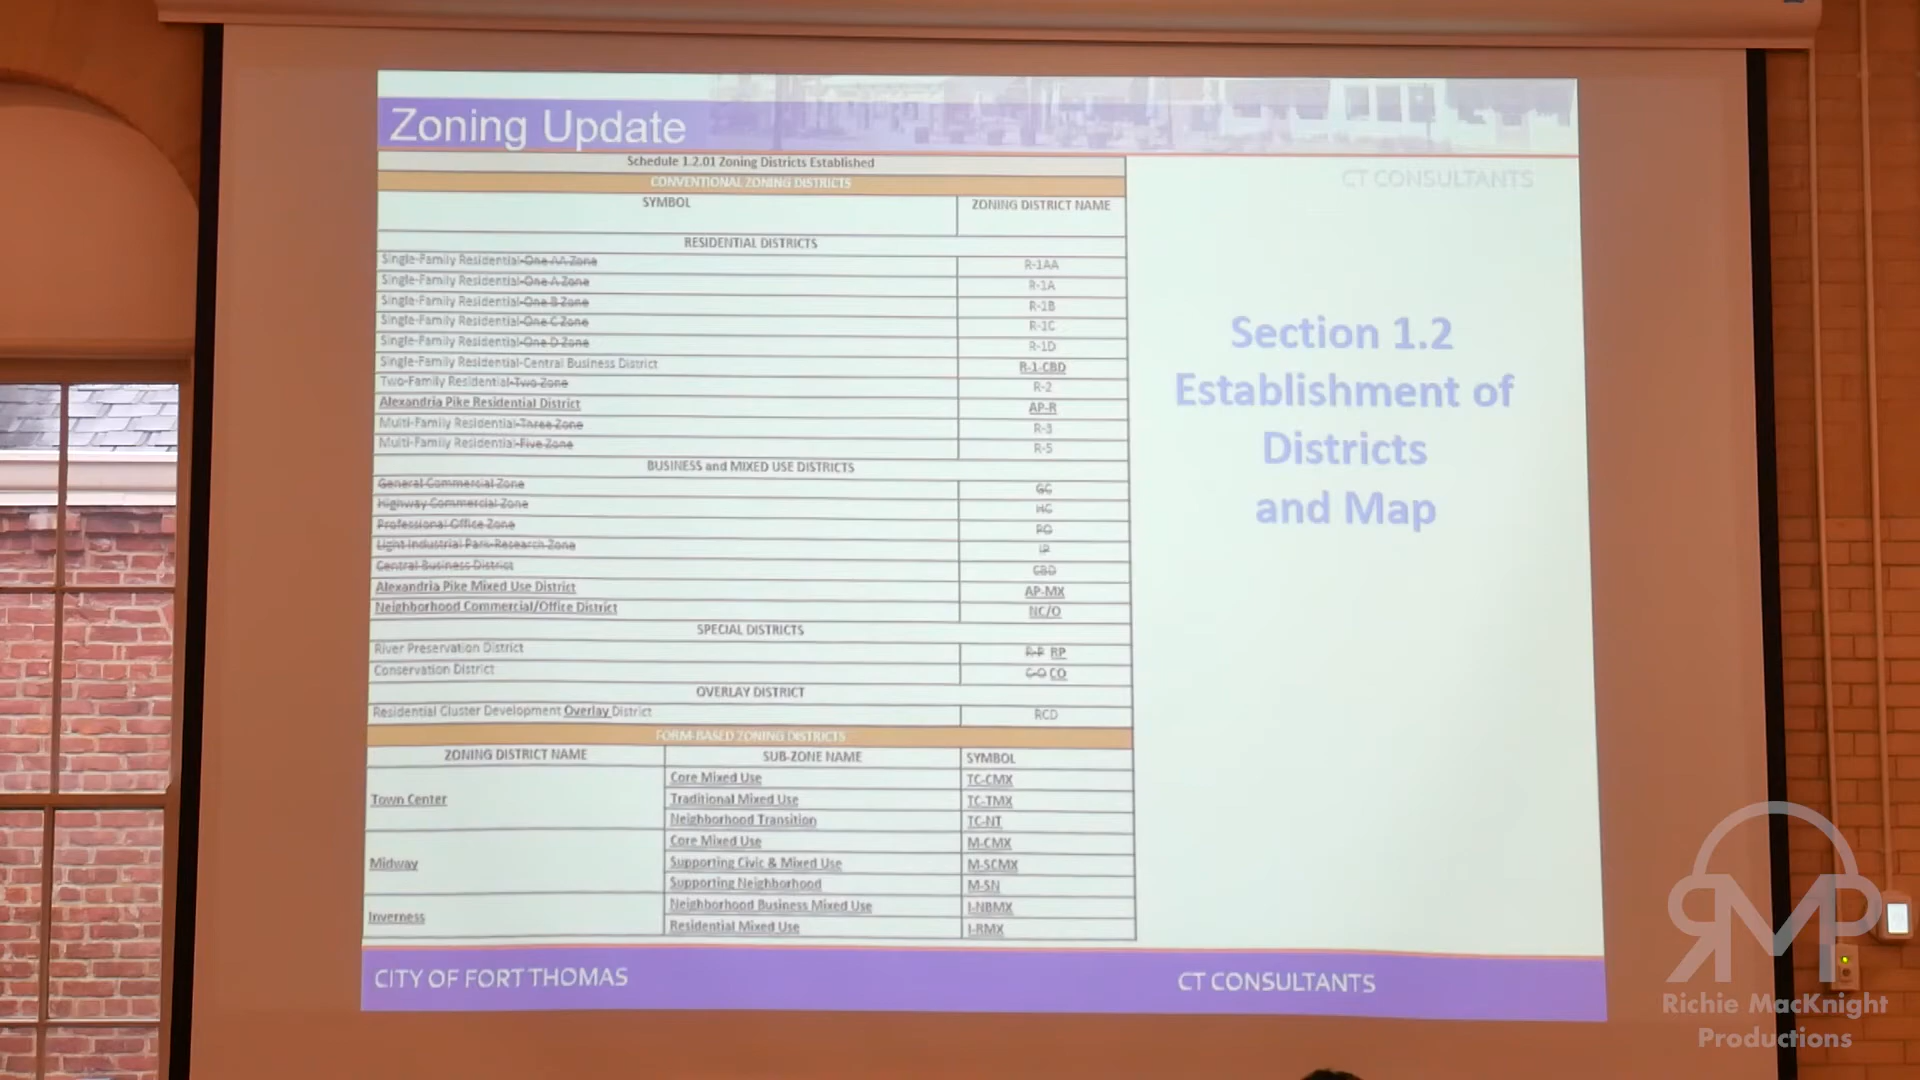 Zoning Update
CT CONSULTANTS
Schedule 1.2.01 Zoning Districts Established
CONVENTIONAL ZONING DISTRICTS
SYMBOL ZONING DISTRICT NAME
RESIDENTIAL DISTRICTS
Single-Family Residential-One AA Zone R-1AA
Single-Family Residential-One A Zone R-1A
Single-Family Residential-One B Zone R-1B
Single-Family Residential-One C Zone R-1C
Single-Family Residential-One D Zone R-1D
Single-Family Residential-Central Business District R-1-CBD
Two-Family Residential-Two Zone R-2
Alexandria Pike Residential District AP-R
Multi-Family Residential-Three Zone R-3
Multi-Family Residential-Five Zone R-5
BUSINESS and MIXED USE DISTRICTS
General Commercial Zone GC
Highway Commercial Zone HC
Professional Office Zone PO
Light Industrial Park-Research Zone IP
Central Business District CBD
Alexandria Pike Mixed Use District AP-MX
Neighborhood Commercial/Office District NC/O
SPECIAL DISTRICTS
River Preservation District R-P RP
Conservation District C-O CO
OVERLAY DISTRICT
Residential Cluster Development Overlay District RCD
FORM-BASED ZONING DISTRICTS
ZONING DISTRICT NAME SUB-ZONE NAME SYMBOL
Town Center
Core Mixed Use TC-CMX
Traditional Mixed Use TC-TMX
Neighborhood Transition TC-NT
Midway
Core Mixed Use M-CMX
Supporting Civic & Mixed Use M-SCMX
Supporting Neighborhood M-SN
Inverness
Neighborhood Business Mixed Use I-NBMX
Residential Mixed Use I-RMX
Section 1.2
Establishment of
Districts
and Map
CITY OF FORT THOMAS
CT CONSULTANTS
RMP
Richie MacKnight
Productions